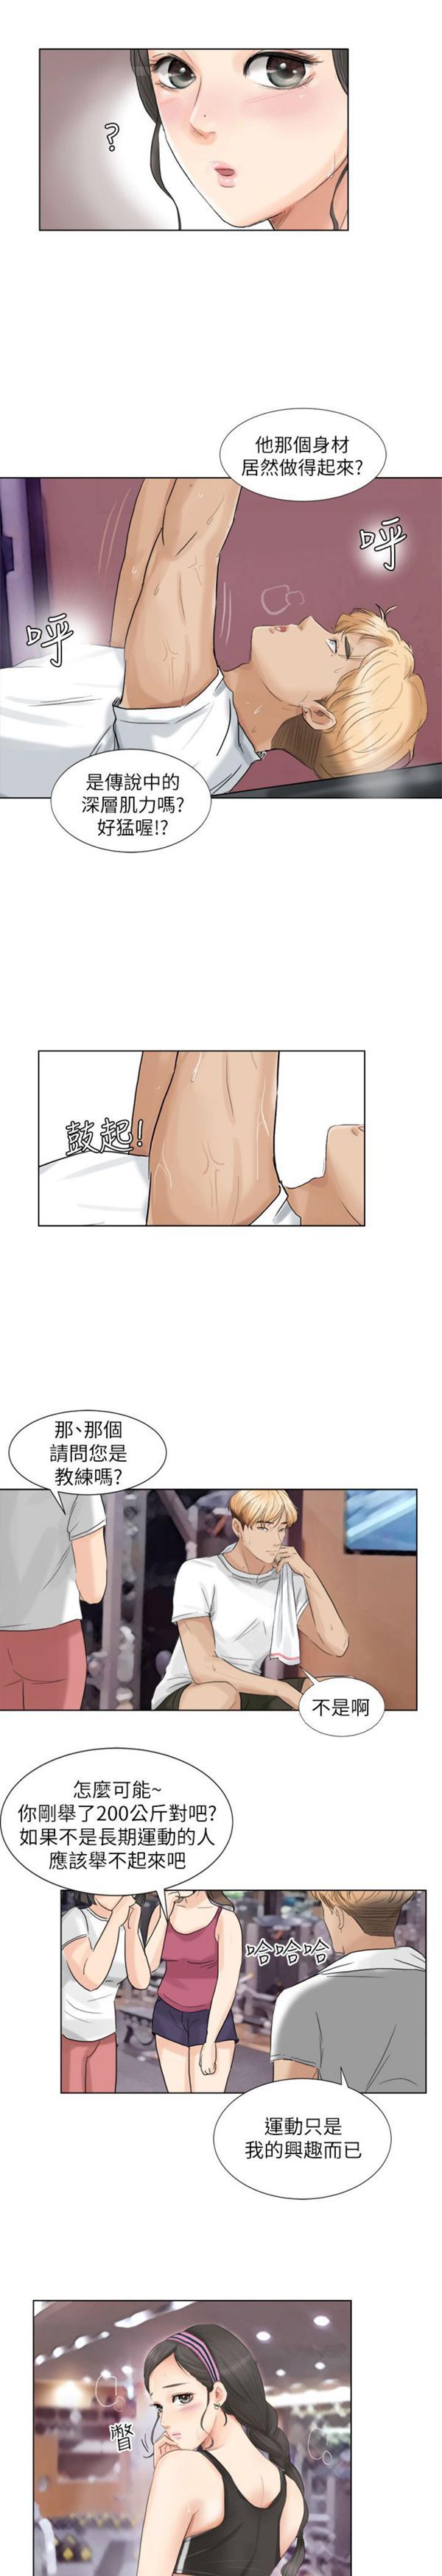 ?
他那個身材
居然做得起來?
呼
呼
是傳說中的
深層肌力嗎?
好猛喔!?
鼓起!
那、那個
請問您是
教練嗎?
不是啊
怎麼可能~
你剛舉了200公斤對吧?
如果不是長期運動的人
應該舉不起來吧
哈哈哈
運動只是
我的興趣而已
瞥